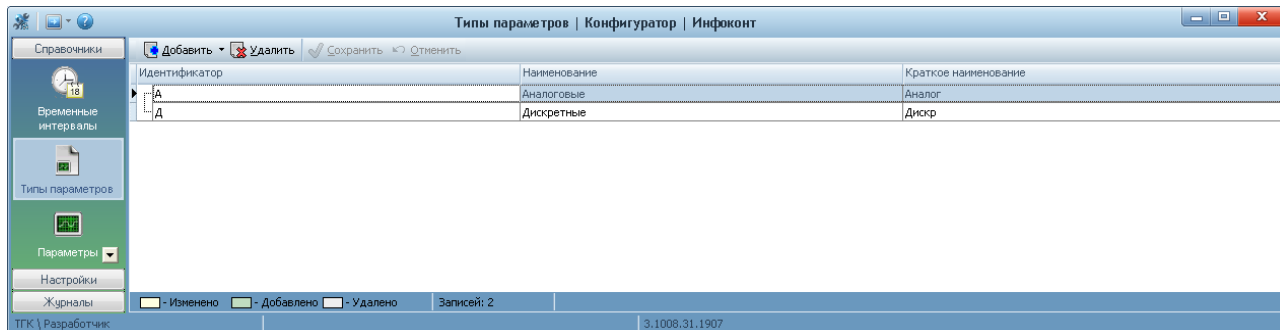 Типы параметров | Конфигуратор | Инфоконт
Справочники
Добавить Удалить Сохранить Отменить
Идентификатор Наименование Краткое наименование
А Аналоговые Аналог
Д Дискретные Дискр
18
Временные
интервалы
Типы параметров
Параметры
Настройки
Журналы
- Изменено - Добавлено - Удалено Записей: 2
ТГК \ Разработчик 3.1008.31.1907